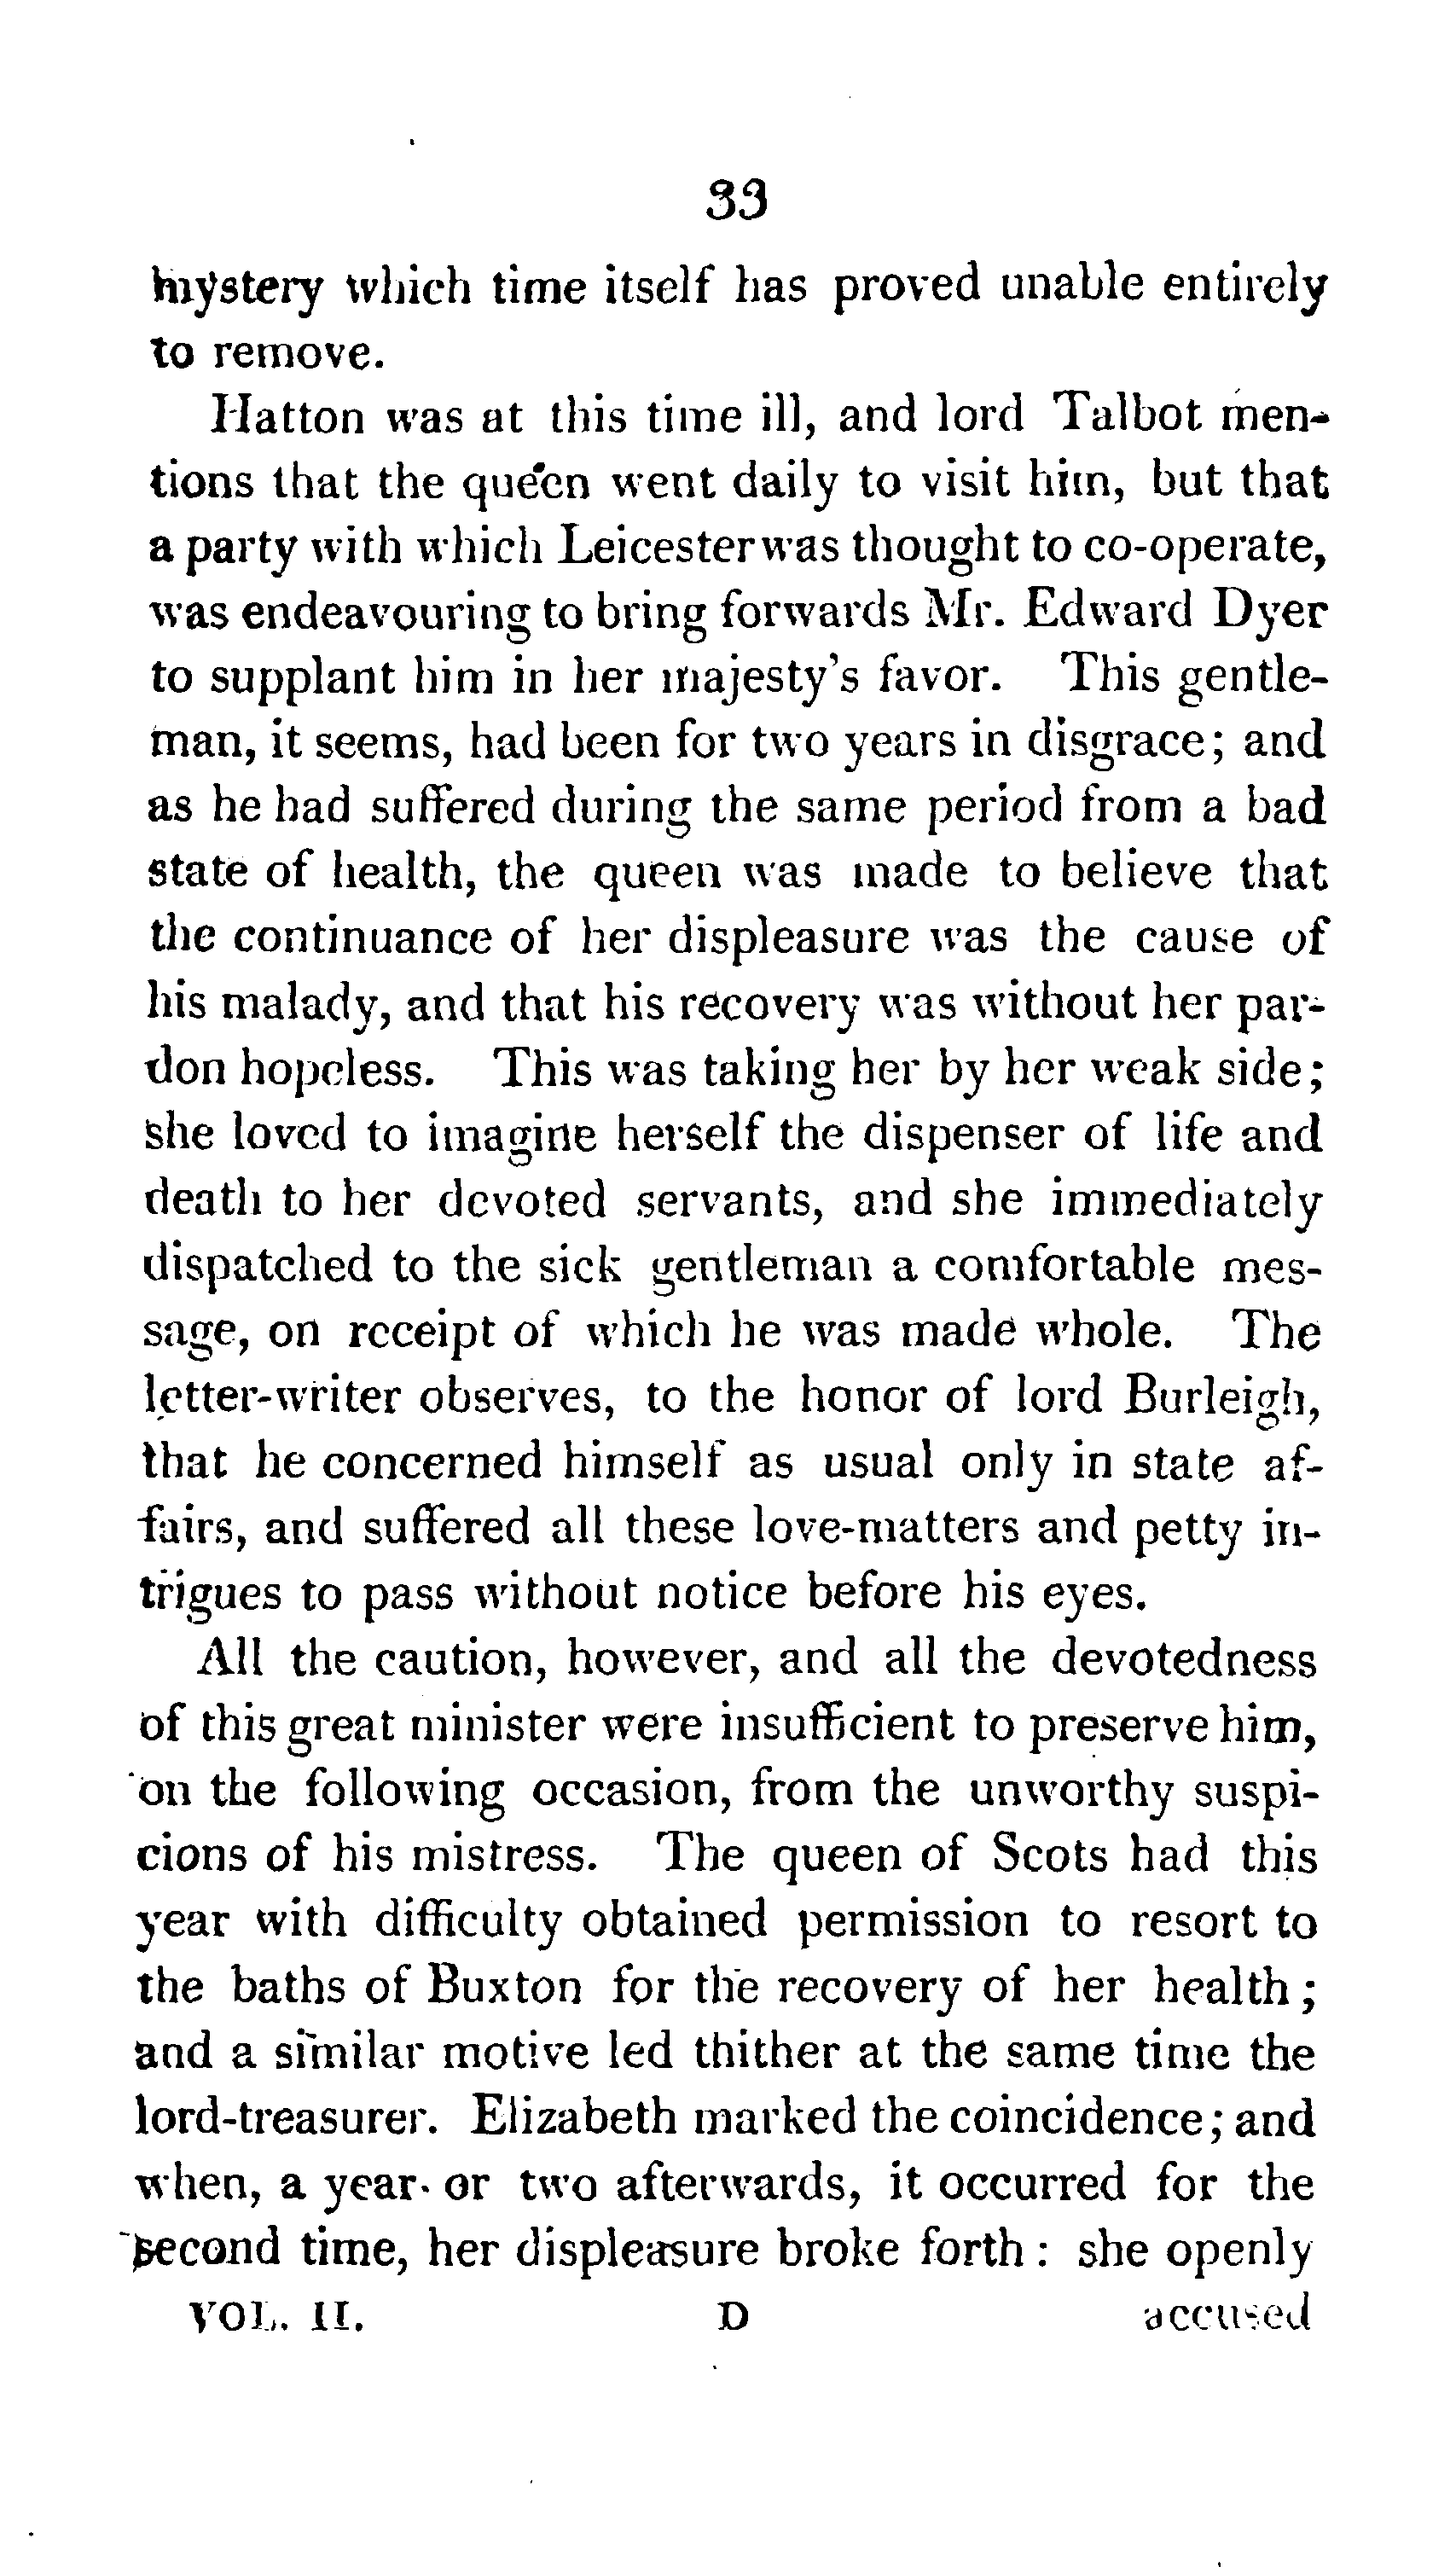 33
mystery which time itself has proved unable entirely
to remove.
Hatton was at this time ill, and lord Talbot men-
tions that the queen went daily to visit him, but that
a party with which Leicester was thought to co-operate,
was endeavouring to bring forwards Mr. Edward Dyer
to supplant him in her majesty's favor. This gentle-
man, it seems, had been for two years in disgrace; and
as he had suffered during the same period from a bad
state of health, the queen was made to believe that
the continuance of her displeasure was the cause of
his malady, and that his recovery was without her par-
don hopeless. This was taking her by her weak side;
she loved to imagine herself the dispenser of life and
death to her devoted servants, and she immediately
dispatched to the sick gentleman a comfortable mes-
sage, on receipt of which he was made whole. The
letter-writer observes, to the honor of lord Burleigh,
that he concerned himself as usual only in state af-
fairs, and suffered all these love-matters and petty in-
trigues to pass without notice before his eyes.
All the caution, however, and all the devotedness
of this great minister were insufficient to preserve him,
on the following occasion, from the unworthy suspi-
cions of his mistress. The queen of Scots had this
year with difficulty obtained permission to resort to
the baths of Buxton for the recovery of her health;
and a similar motive led thither at the same time the
lord-treasurer. Elizabeth marked the coincidence; and
when, a year or two afterwards, it occurred for the
second time, her displeasure broke forth: she openly
VOL. II. D accused